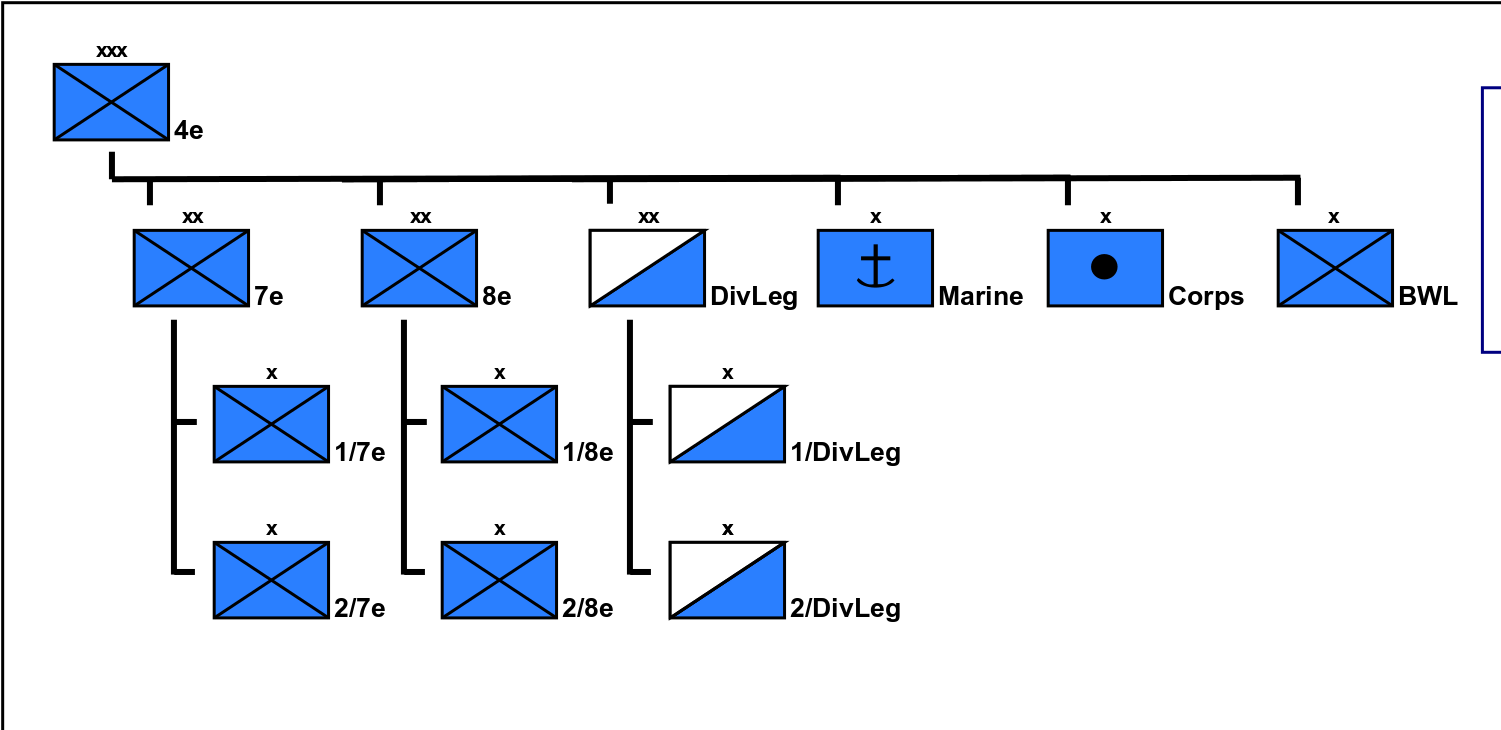 xxx
4e
xx
7e
xx
8e
xx
DivLeg
x
Marine
x
Corps
x
BWL
x
1/7e
x
1/8e
x
1/DivLeg
x
2/7e
x
2/8e
x
2/DivLeg